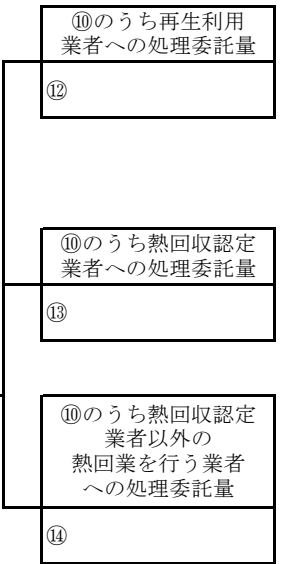 ⑩のうち再生利用
業者への処理委託量
⑫
⑩のうち熱回収認定
業者への処理委託量
⑬
⑩のうち熱回収認定
業者以外の
熱回業を行う業者
への処理委託量
⑭